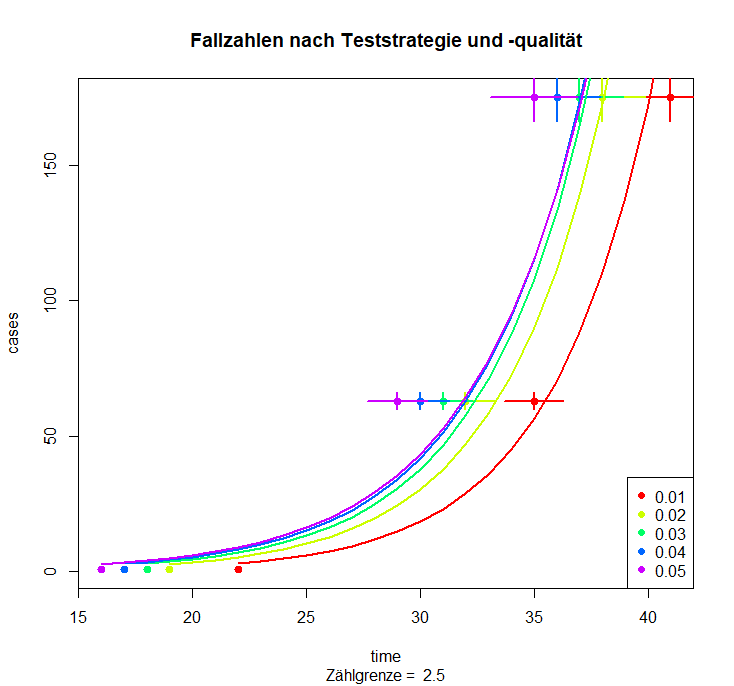 Fallzahlen nach Teststrategie und -qualität
150
100
50
0
cases
0.01
0.02
0.03
0.04
0.05
15 20 25 30 35 40
time
Zählgrenze = 2.5